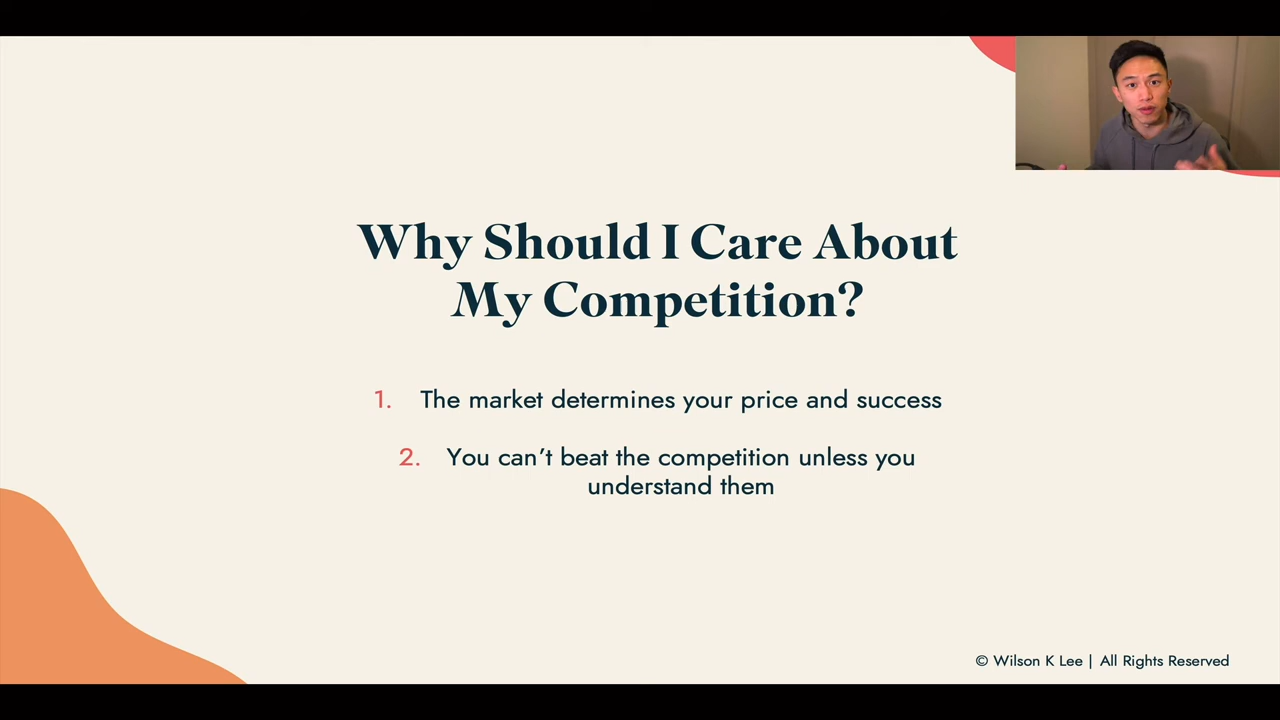 Why Should I Care About
My Competition?
1. The market determines your price and success
2. You can’t beat the competition unless you
understand them
© Wilson K Lee | All Rights Reserved